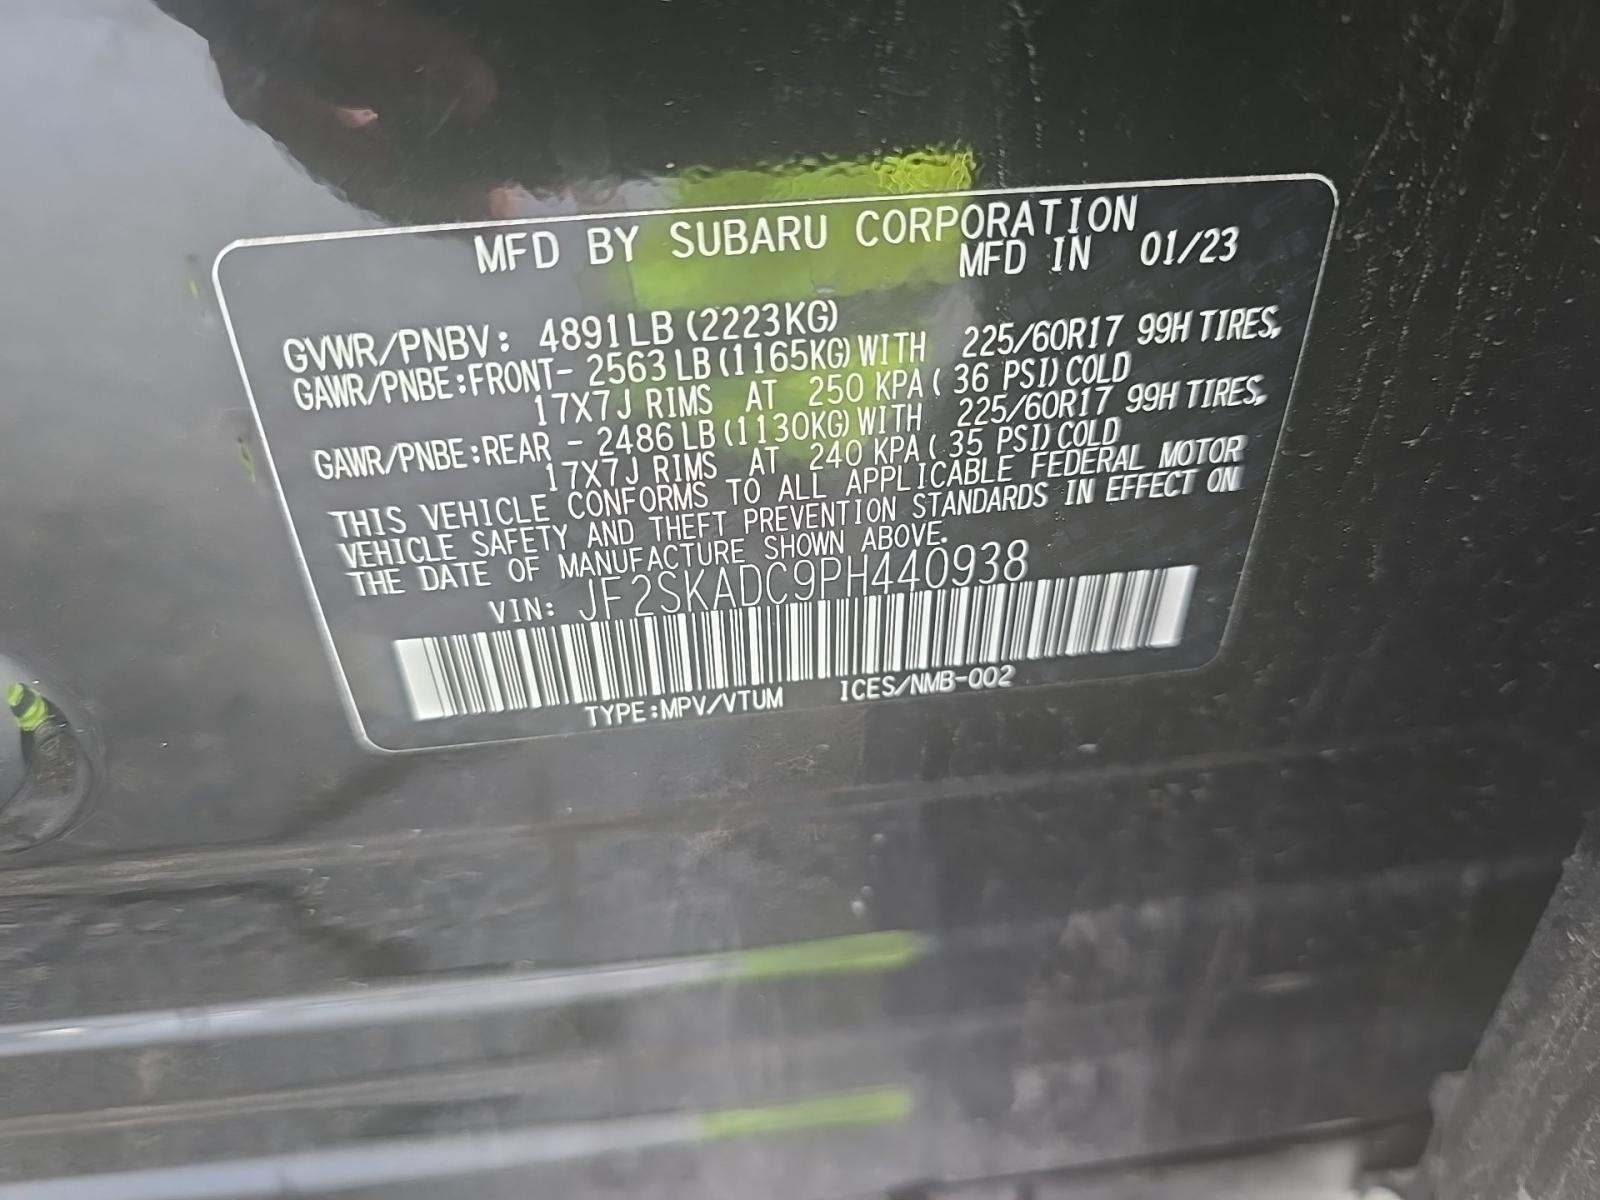 MFD BY SUBARU CORPORATION
MFD IN 01/23
GVWR/PNBV: 4891LB (2223KG)
GAWR/PNBE:FRONT- 2563LB (1165KG) WITH 225/60R17 99H TIRES,
17X7J RIMS AT 250 KPA ( 36 PSI) COLD
GAWR/PNBE:REAR - 2486LB (1130KG) WITH 225/60R17 99H TIRES,
17X7J RIMS AT 240 KPA ( 35 PSI) COLD
THIS VEHICLE CONFORMS TO ALL APPLICABLE FEDERAL MOTOR
VEHICLE SAFETY AND THEFT PREVENTION STANDARDS IN EFFECT ON
THE DATE OF MANUFACTURE SHOWN ABOVE.
VIN: JF2SKADC9PH440938
TYPE:MPV/VTUM ICES/NMB-002